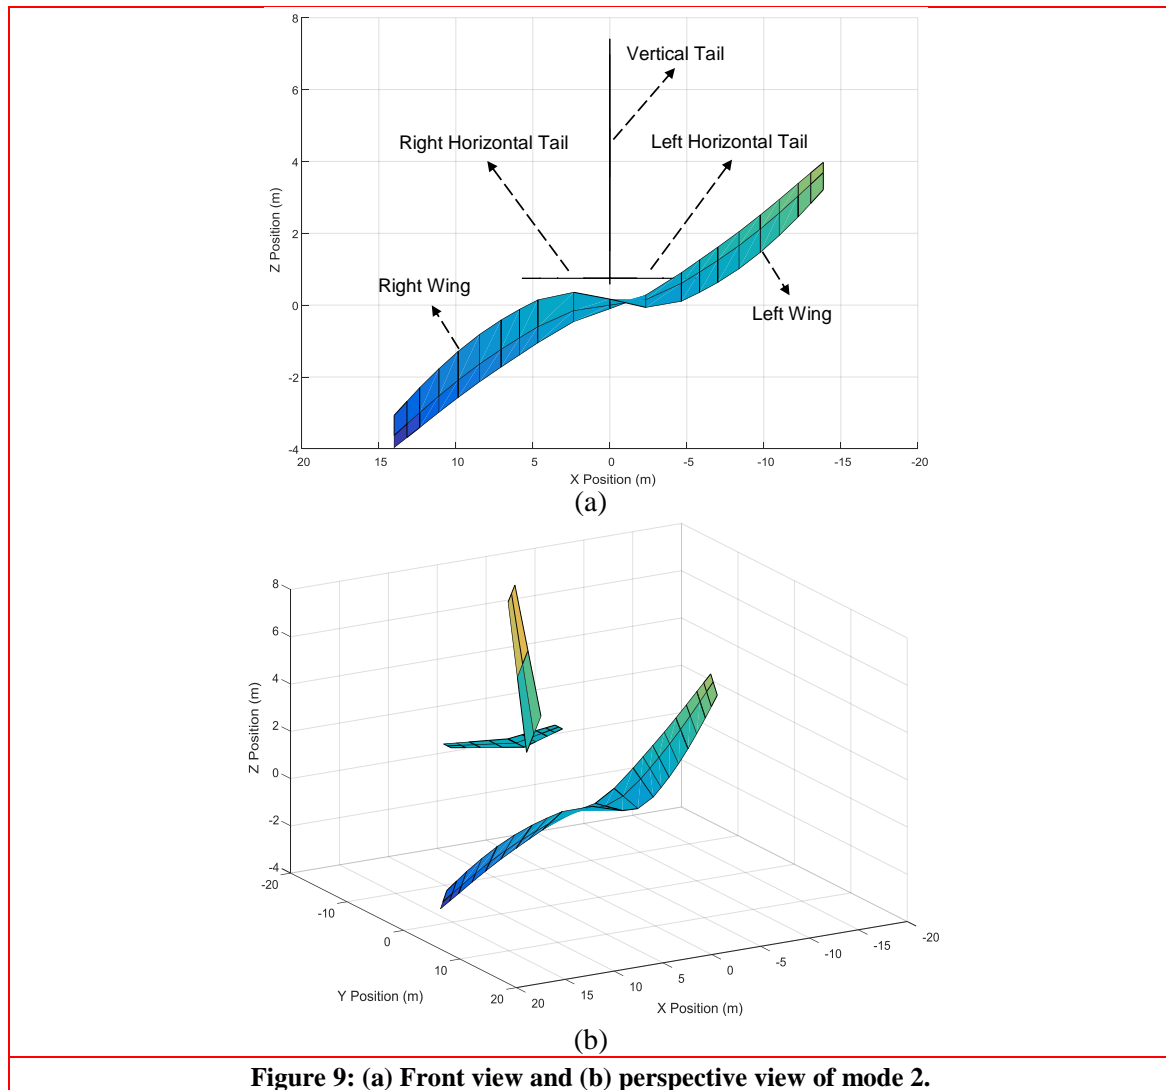 8
6
4
2
0
-2
-4
Z Position (m)
Vertical Tail
Right Horizontal Tail
Left Horizontal Tail
Right Wing
Left Wing
20 15 10 5 0 -5 -10 -15 -20
X Position (m)
(a)
8
6
4
2
0
-2
-4
Z Position (m)
-20
-10
0
10
20
Y Position (m)
20 15 10 5 0 -5 -10 -15 -20
X Position (m)
(b)
Figure 9: (a) Front view and (b) perspective view of mode 2.